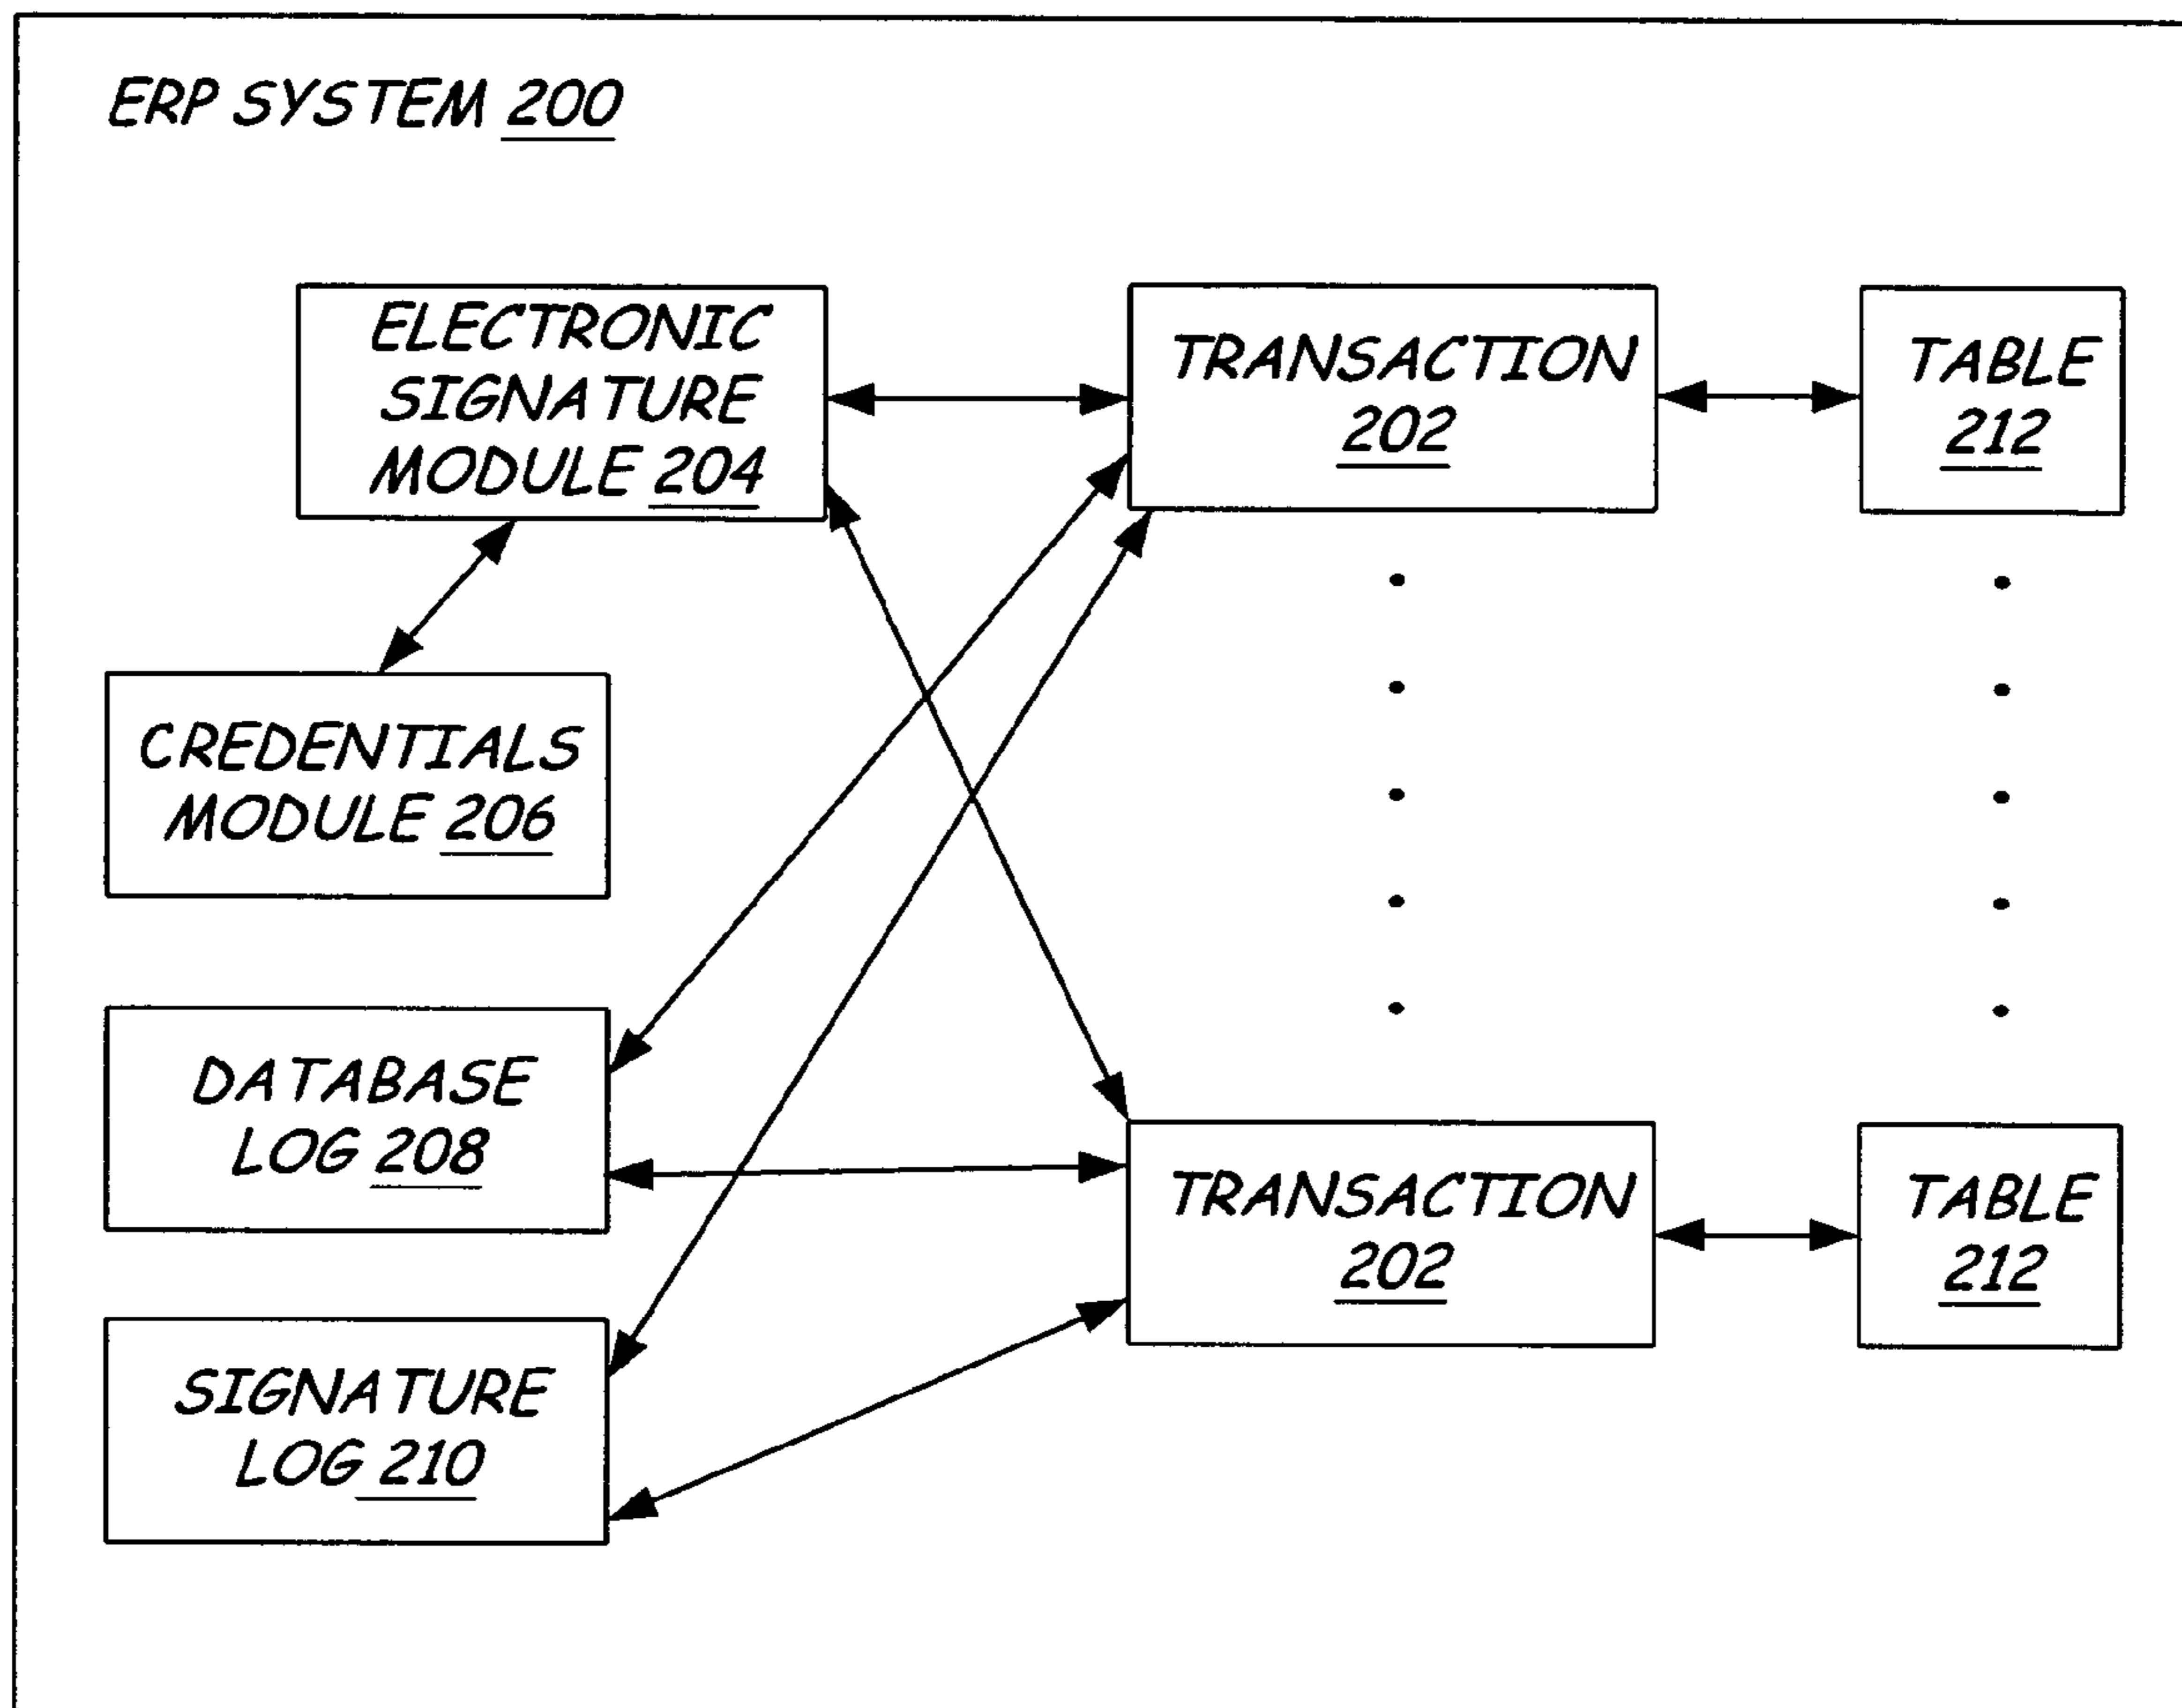 ERP SYSTEM 200
ELECTRONIC
SIGNATURE
MODULE 204
TRANSACTION
202
TABLE
212
CREDENTIALS
MODULE 206
DATABASE
LOG 208
TRANSACTION
202
TABLE
212
SIGNATURE
LOG 210